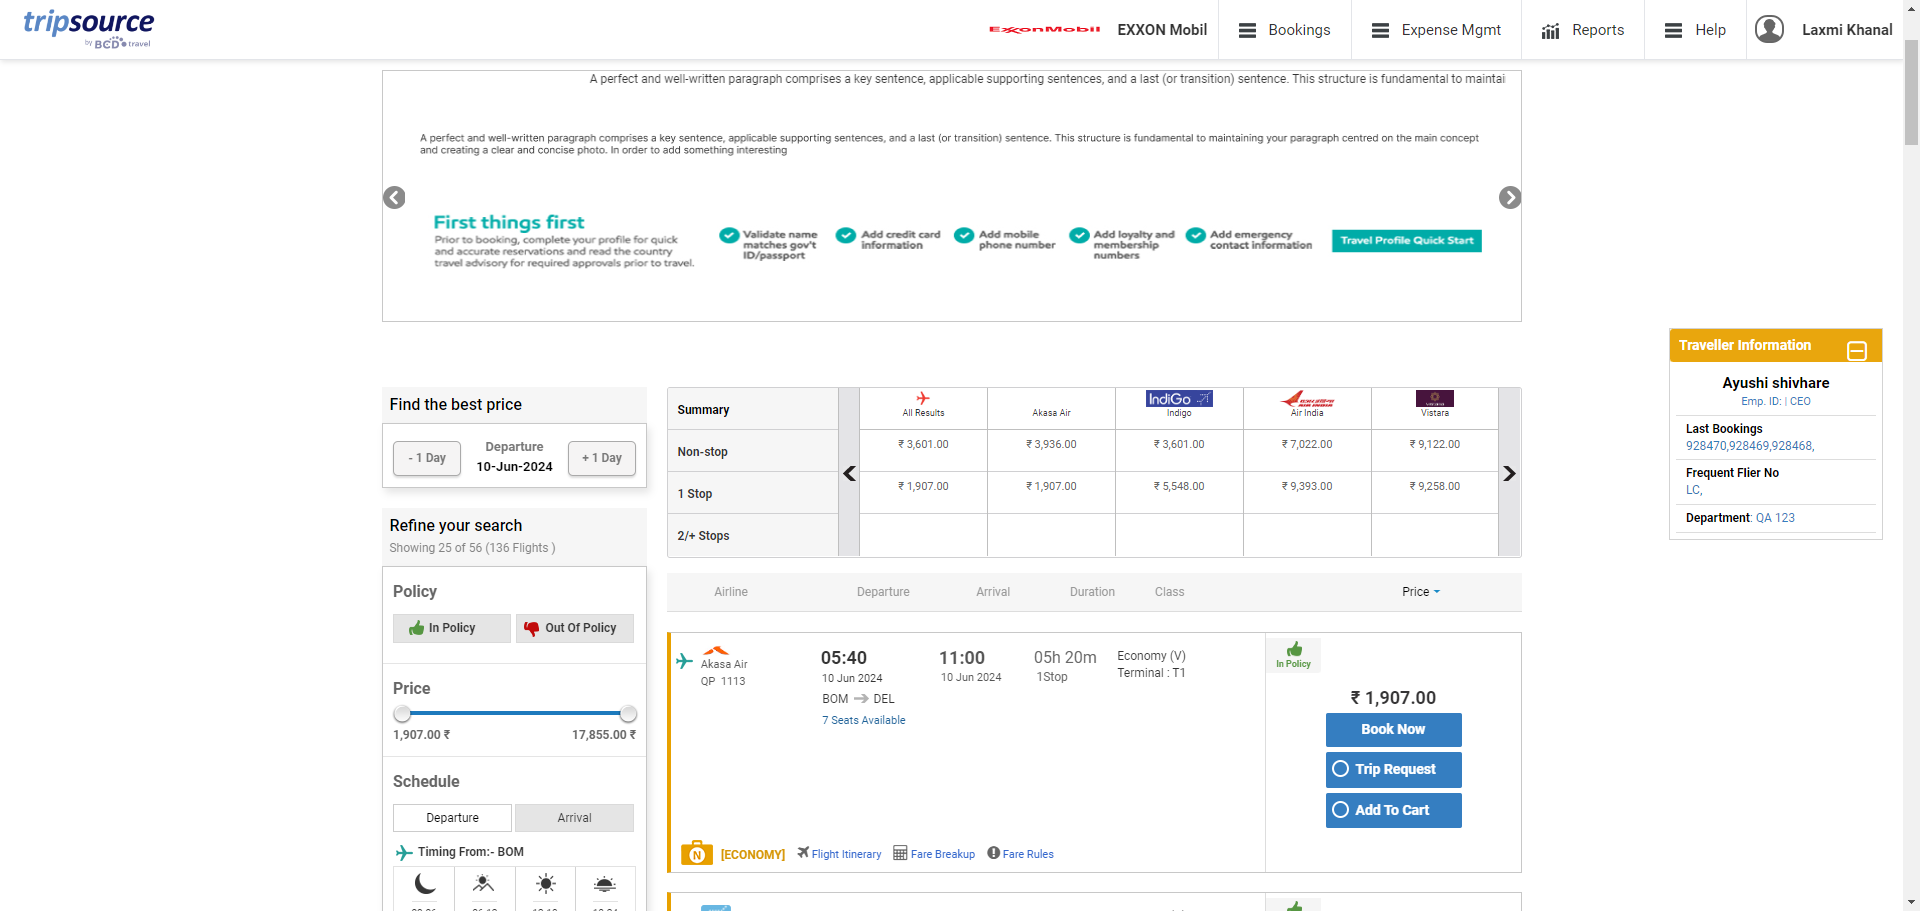 tripsource
by BCD travel
ExxonMobil
EXXON Mobil
Bookings
Expense Mgmt
Reports
Help
Laxmi Khanal
A perfect and well-written paragraph comprises a key sentence, applicable supporting sentences, and a last (or transition) sentence. This structure is fundamental to maintai
A perfect and well-written paragraph comprises a key sentence, applicable supporting sentences, and a last (or transition) sentence. This structure is fundamental to maintaining your paragraph centred on the main concept
and creating a clear and concise photo. In order to add something interesting
First things first
Prior to booking, complete your profile for quick
and accurate reservations and read the country
travel advisory for required approvals prior to travel.
Validate name
matches gov't
ID/passport
Add credit card
information
Add mobile
phone number
Add loyalty and
membership
numbers
Add emergency
contact information
Travel Profile Quick Start
Traveller Information
Ayushi shivhare
Emp. ID: | CEO
Last Bookings
928470,928469,928468,
Frequent Flier No
LC,
Department: QA 123
Find the best price
- 1 Day
Departure
10-Jun-2024
+ 1 Day
Refine your search
Showing 25 of 56 (136 Flights )
Policy
In Policy
Out Of Policy
Price
1,907.00 ₹
17,855.00 ₹
Schedule
Departure
Arrival
Timing From:- BOM
Summary
All Results
Akasa Air
IndiGo
Indigo
AIR INDIA
Air India
Vistara
Non-stop
₹ 3,601.00
₹ 3,936.00
₹ 3,601.00
₹ 7,022.00
₹ 9,122.00
1 Stop
₹ 1,907.00
₹ 1,907.00
₹ 5,548.00
₹ 9,393.00
₹ 9,258.00
2/+ Stops
Airline
Departure
Arrival
Duration
Class
Price
Akasa Air
QP 1113
05:40
10 Jun 2024
BOM
DEL
7 Seats Available
11:00
10 Jun 2024
05h 20m
1Stop
Economy (V)
Terminal : T1
In Policy
₹ 1,907.00
Book Now
Trip Request
Add To Cart
N
[ECONOMY]
Flight Itinerary
Fare Breakup
Fare Rules